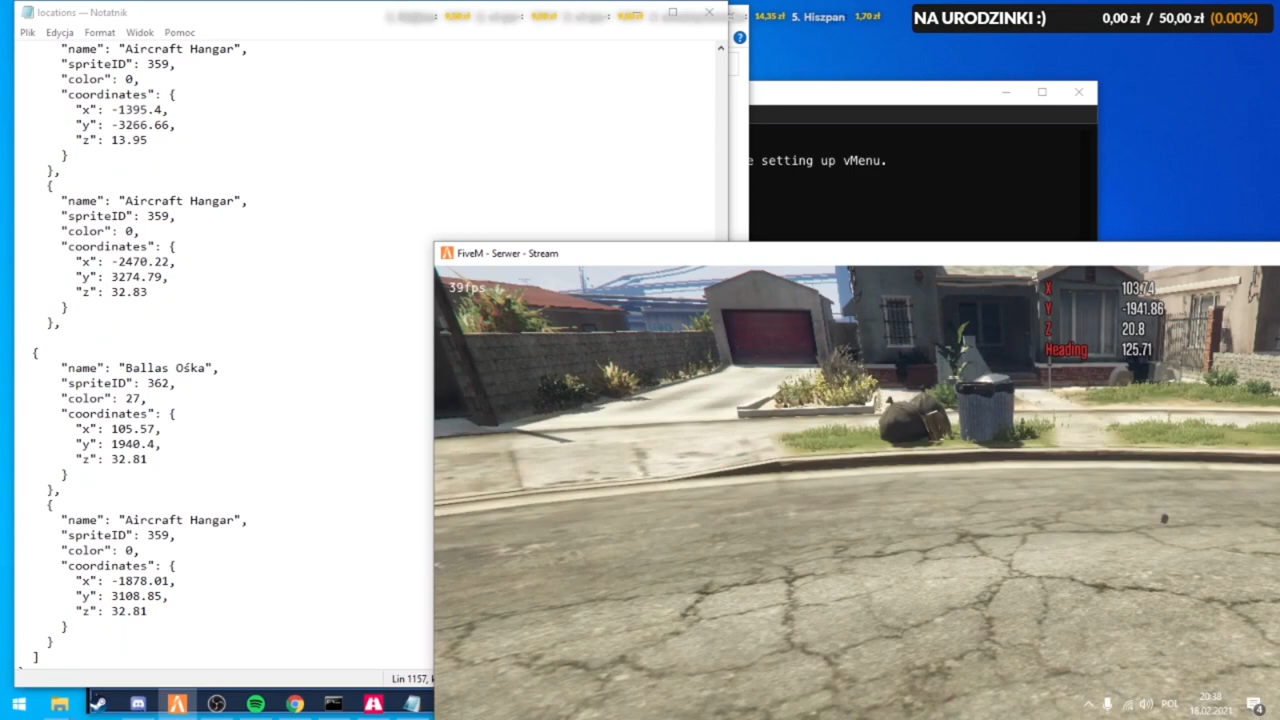 locations — Notatnik
Plik Edycja Format Widok Pomoc
"name": "Aircraft Hangar",
"spriteID": 359,
"color": 0,
"coordinates": {
"x": -1395.4,
"y": -3266.66,
"z": 13.95
}
},
{
"name": "Aircraft Hangar",
"spriteID": 359,
"color": 0,
"coordinates": {
"x": -2470.22,
"y": 3274.79,
"z": 32.83
}
},
{
"name": "Ballas Ośka",
"spriteID": 362,
"color": 27,
"coordinates": {
"x": 105.57,
"y": 1940.4,
"z": 32.81
}
},
{
"name": "Aircraft Hangar",
"spriteID": 359,
"color": 0,
"coordinates": {
"x": -1878.01,
"y": 3108.85,
"z": 32.81
}
}
]
Lin 1157,
14,35 zł 5. Hiszpan 1,70 zł
NA URODZINKI :) 0,00 zł / 50,00 zł (0.00%)
setting up vMenu.
FiveM - Serwer - Stream
39fps
X 103.74
Y -1941.86
Z 20.8
Heading 125.71
POL
20:38
18.02.2021
4